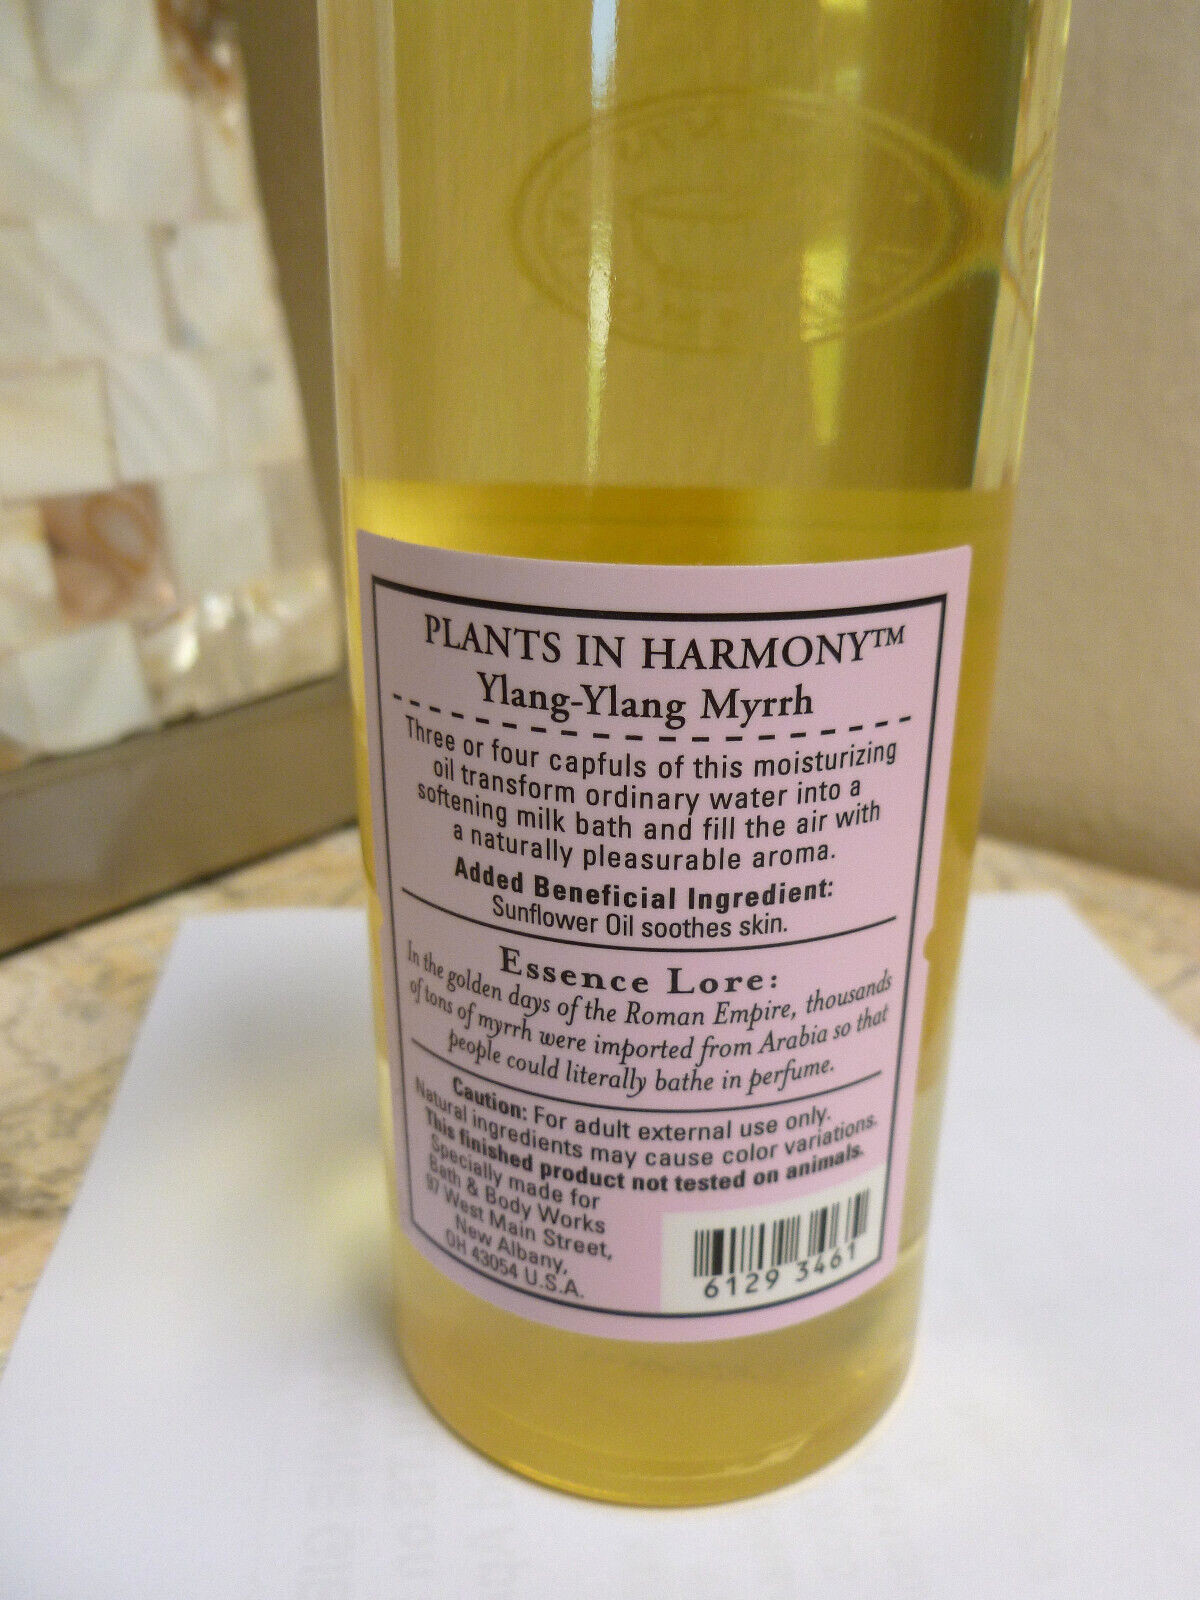 PLANTS IN HARMONY™
Ylang-Ylang Myrrh
Three or four capfuls of this moisturizing
oil transform ordinary water into a
softening milk bath and fill the air with
a naturally pleasurable aroma.
Added Beneficial Ingredient:
Sunflower Oil soothes skin.
Essence Lore:
In the golden days of the Roman Empire, thousands
of tons of myrrh were imported from Arabia so that
people could literally bathe in perfume.
Caution: For adult external use only.
Natural ingredients may cause color variations.
This finished product not tested on animals.
Specially made for
Bath & Body Works
97 West Main Street,
New Albany,
OH 43054 U.S.A.
6129 3461